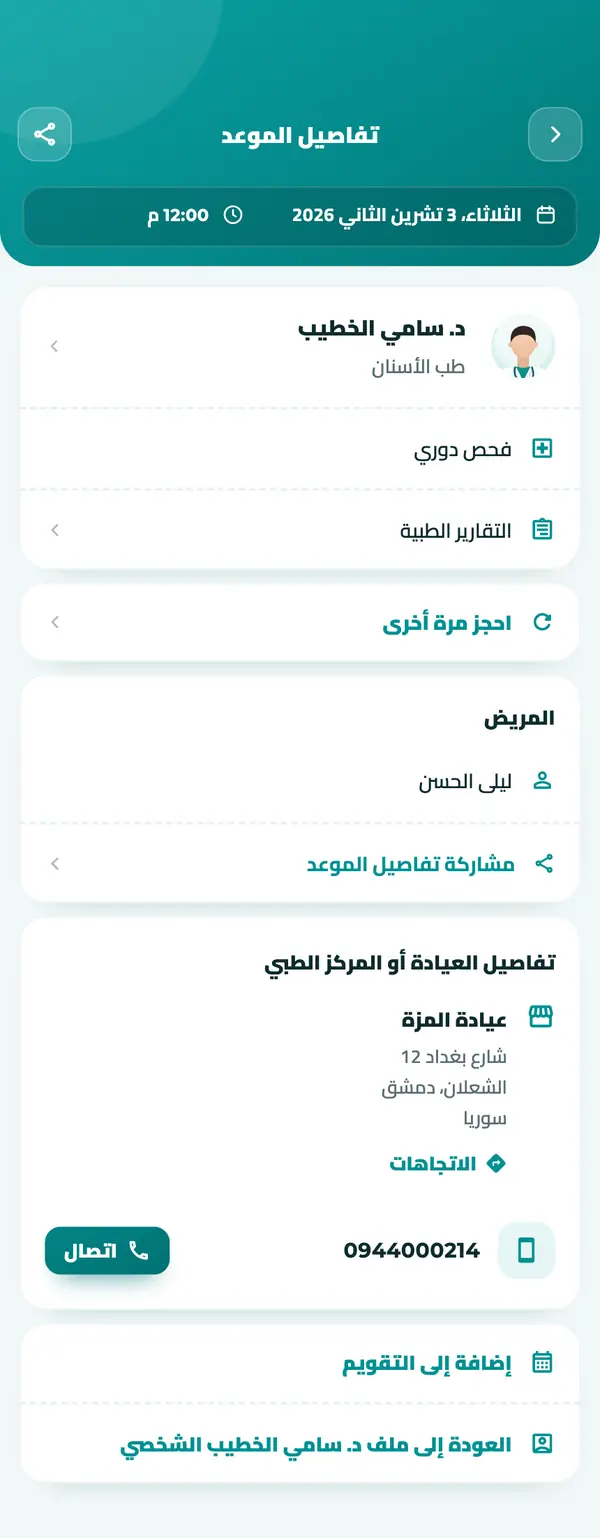 تفاصيل الموعد
الثلاثاء، 3 تشرين الثاني 2026
12:00 م
د. سامي الخطيب
طب الأسنان
فحص دوري
التقارير الطبية
احجز مرة أخرى
المريض
ليلى الحسن
مشاركة تفاصيل الموعد
تفاصيل العيادة أو المركز الطبي
عيادة المزة
شارع بغداد 12
الشعلان، دمشق
سوريا
الاتجاهات
0944000214
اتصال
إضافة إلى التقويم
العودة إلى ملف د. سامي الخطيب الشخصي